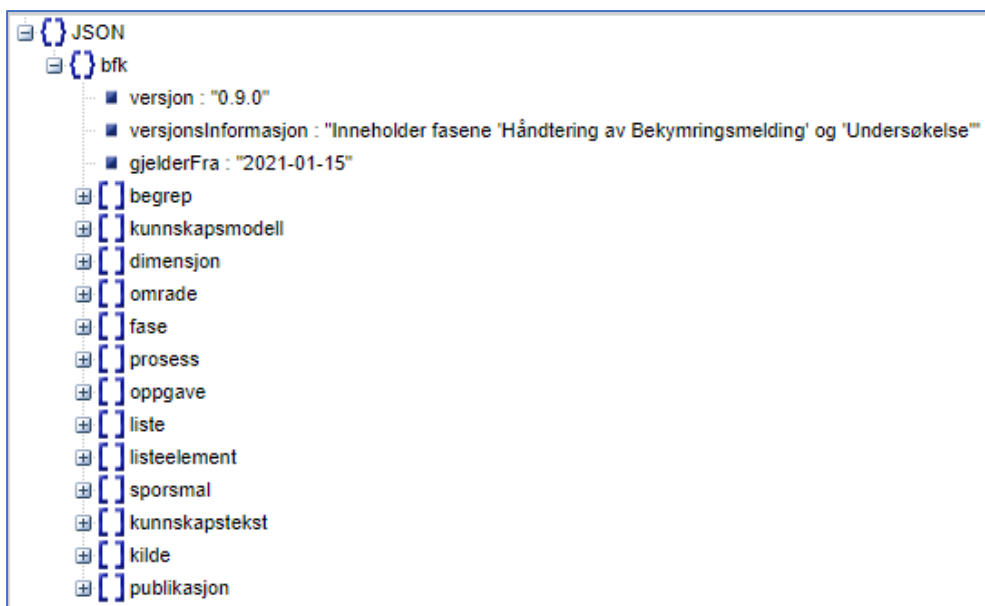 JSON
bfk
versjon : "0.9.0"
versjonsInformasjon : "Inneholder fasene 'Håndtering av Bekymringsmelding' og 'Undersøkelse'"
gjelderFra : "2021-01-15"
begrep
kunnskapsmodell
dimensjon
omrade
fase
prosess
oppgave
liste
listeelement
sporsmal
kunnskapstekst
kilde
publikasjon